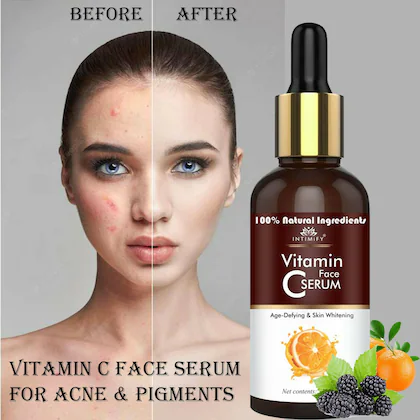 BEFORE AFTER
100% Natural Ingredients
INTIMIFY
Vitamin
C Face
SERUM
Age-Defying & Skin Whitening
Net contents
VITAMIN C FACE SERUM
FOR ACNE & PIGMENTS